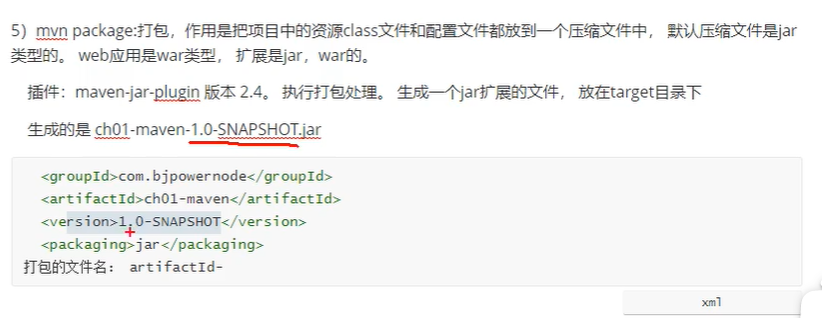 5）mvn package:打包，作用是把项目中的资源class文件和配置文件都放到一个压缩文件中， 默认压缩文件是jar
类型的。 web应用是war类型， 扩展是jar，war的。
插件：maven-jar-plugin 版本 2.4。 执行打包处理。 生成一个jar扩展的文件， 放在target目录下
生成的是 ch01-maven-1.0-SNAPSHOT.jar
<groupId>com.bjpowernode</groupId>
<artifactId>ch01-maven</artifactId>
<version>1.0-SNAPSHOT</version>
<packaging>jar</packaging>
打包的文件名： artifactId-
xml